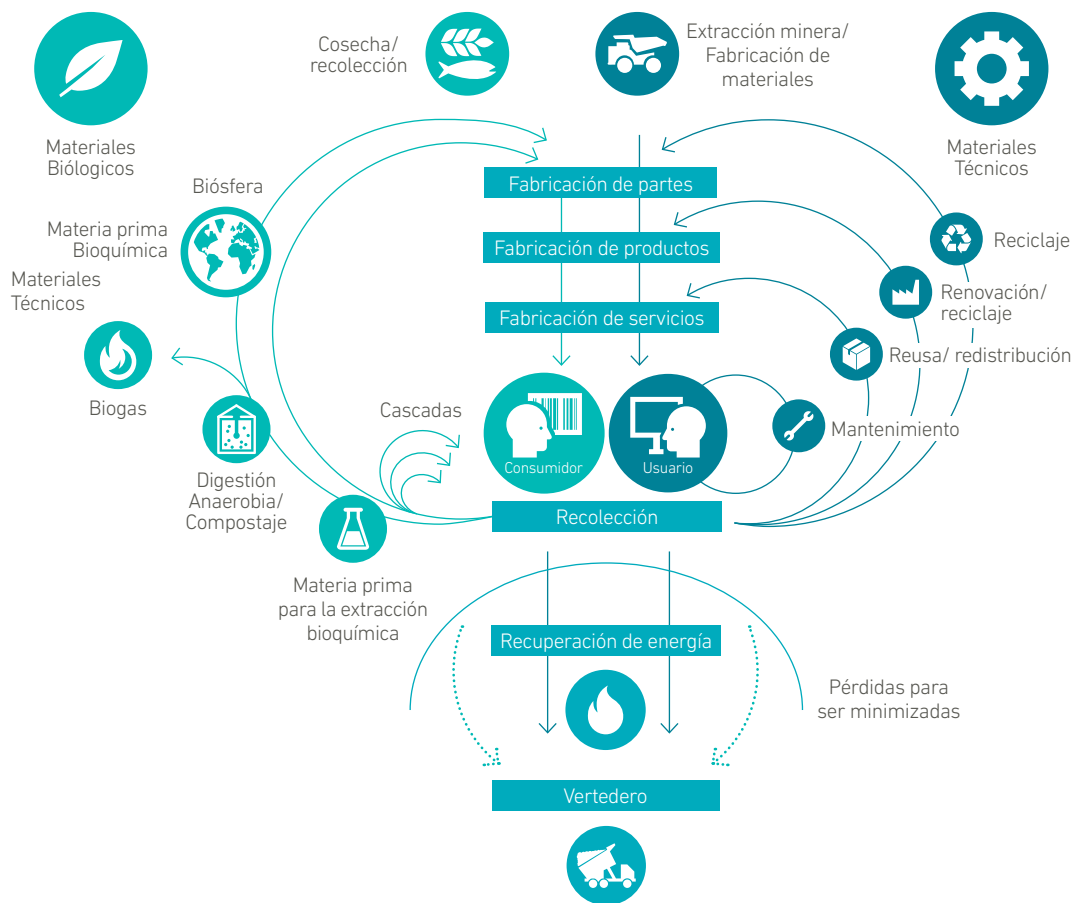 Cosecha/
recolección
Extracción minera/
Fabricación de
materiales
Materiales
Biólogicos
Materiales
Técnicos
Fabricación de partes
Biósfera
Materia prima
Bioquímica
Materiales
Técnicos
Fabricación de productos
Reciclaje
Renovación/
reciclaje
Fabricación de servicios
Reusa/ redistribución
Biogas
Cascadas
Mantenimiento
Consumidor
Usuario
Digestión
Anaerobia/
Compostaje
Recolección
Materia prima
para la extracción
bioquímica
Recuperación de energía
Pérdidas para
ser minimizadas
Vertedero